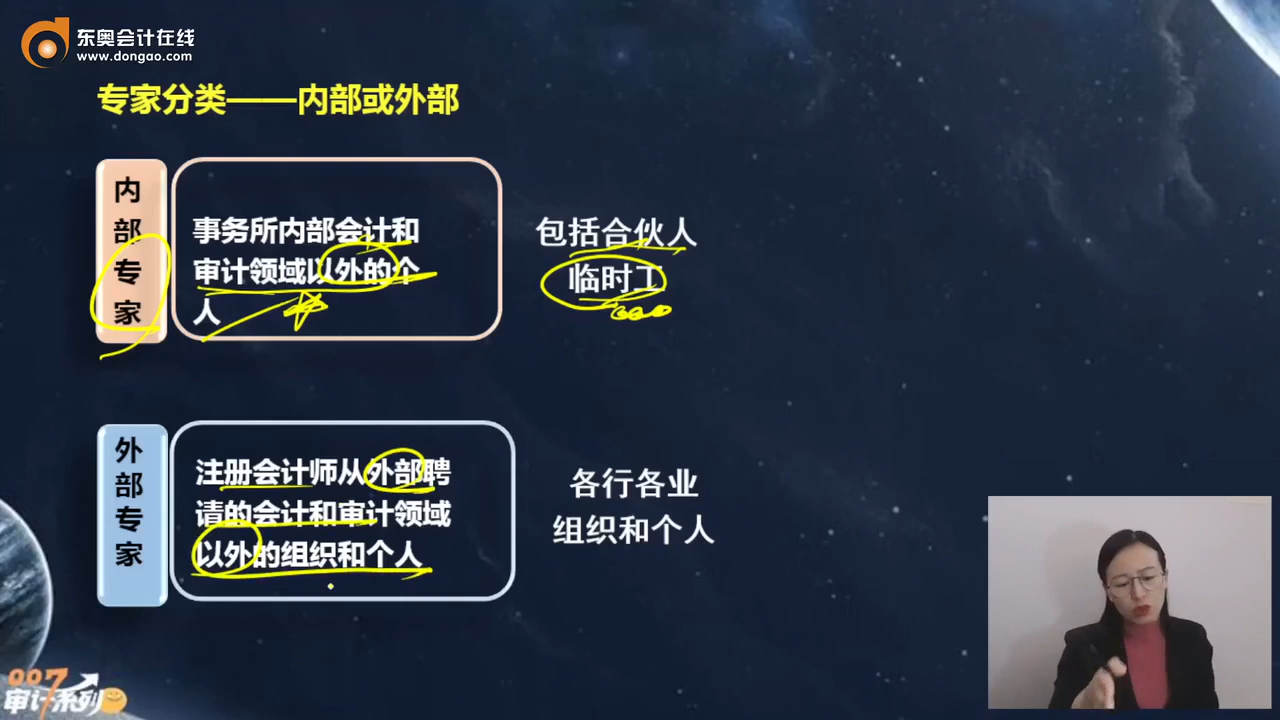 东奥会计在线
www.dongao.com
专家分类——内部或外部
内部专家
事务所内部会计和
审计领域以外的个
人
包括合伙人
临时工
外部专家
注册会计师从外部聘
请的会计和审计领域
以外的组织和个人
各行各业
组织和个人
007
审计系列